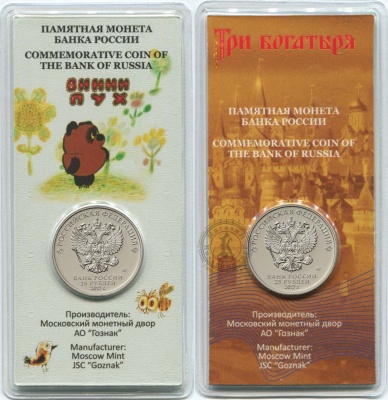 ПАМЯТНАЯ МОНЕТА
БАНКА РОССИИ
COMMEMORATIVE COIN OF
THE BANK OF RUSSIA
ВИННИ
ПУХ
РОССИЙСКАЯ ФЕДЕРАЦИЯ
БАНК РОССИИ
25 РУБЛЕЙ
2017 г.
Производитель:
Московский монетный двор
АО "Гознак"
Manufacturer:
Moscow Mint
JSC "Goznak"
Три богатыря
ПАМЯТНАЯ МОНЕТА
БАНКА РОССИИ
COMMEMORATIVE COIN OF
THE BANK OF RUSSIA
РОССИЙСКАЯ ФЕДЕРАЦИЯ
БАНК РОССИИ
25 РУБЛЕЙ
2017 г.
Производитель:
Московский монетный двор
АО "Гознак"
Manufacturer:
Moscow Mint
JSC "Goznak"